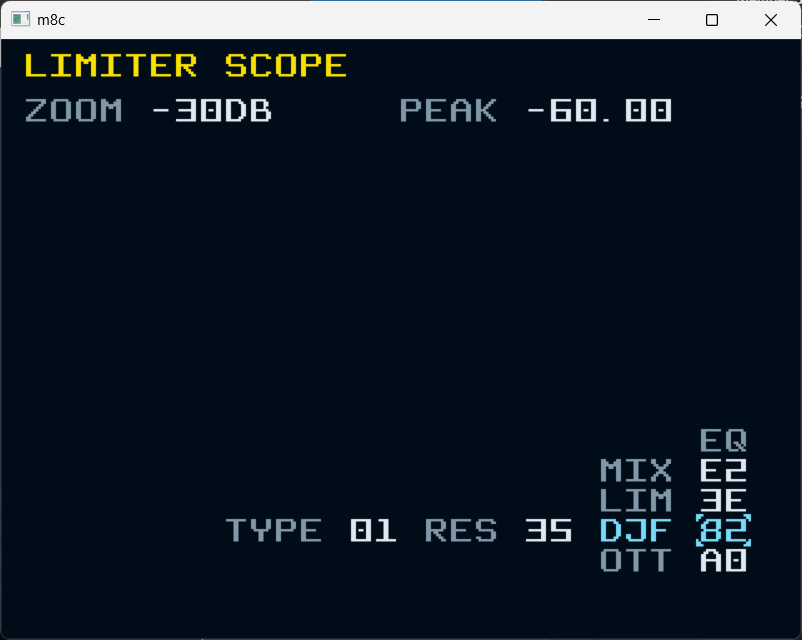 m8c
LIMITER SCOPE
ZOOM -30DB PEAK -60.00
EQ
MIX E2
LIM 3E
TYPE 01 RES 35 DJF 82
OTT A0